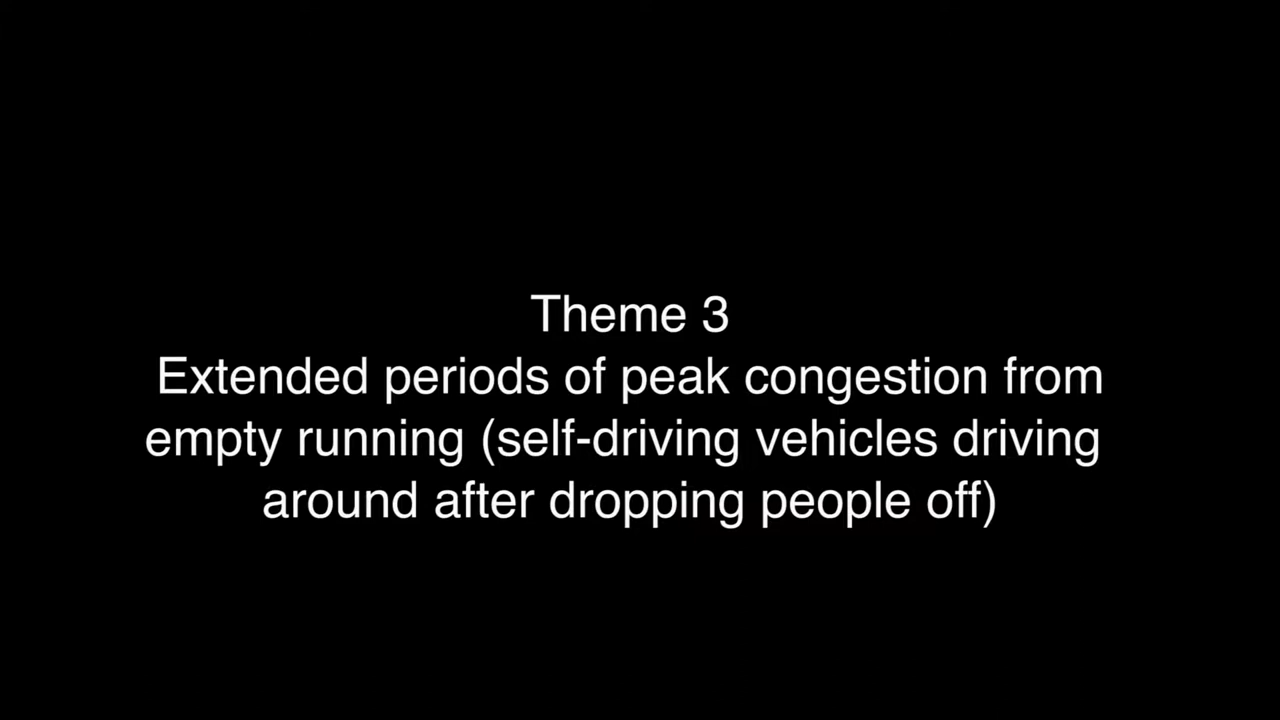 Theme 3
Extended periods of peak congestion from
empty running (self-driving vehicles driving
around after dropping people off)